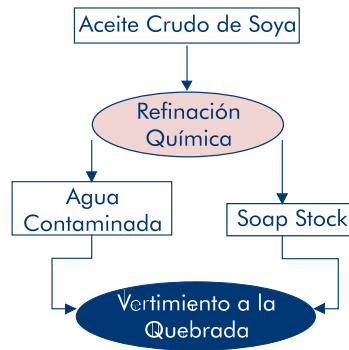 Aceite Crudo de Soya
Refinación
Química
Agua
Contaminada
Soap Stock
Vertimiento a la
Quebrada